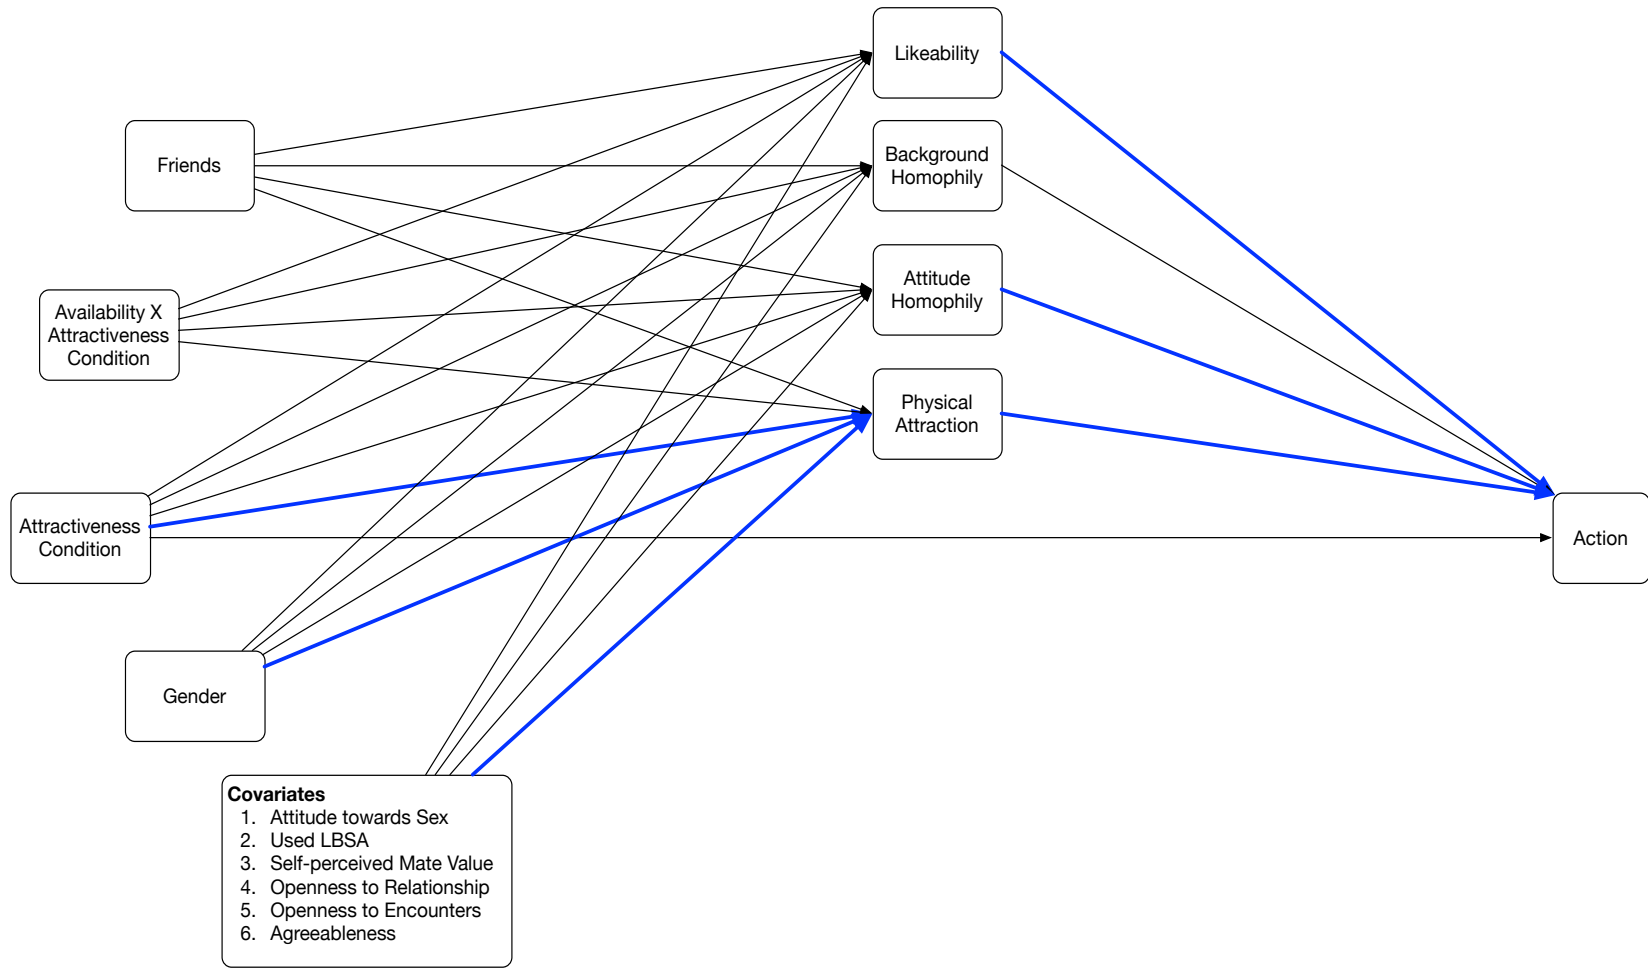 Likeability
Friends
Background
Homophily
Availability X
Attractiveness
Condition
Attitude
Homophily
Physical
Attraction
Attractiveness
Condition
Action
Gender
Covariates
1. Attitude towards Sex
2. Used LBSA
3. Self-perceived Mate Value
4. Openness to Relationship
5. Openness to Encounters
6. Agreeableness